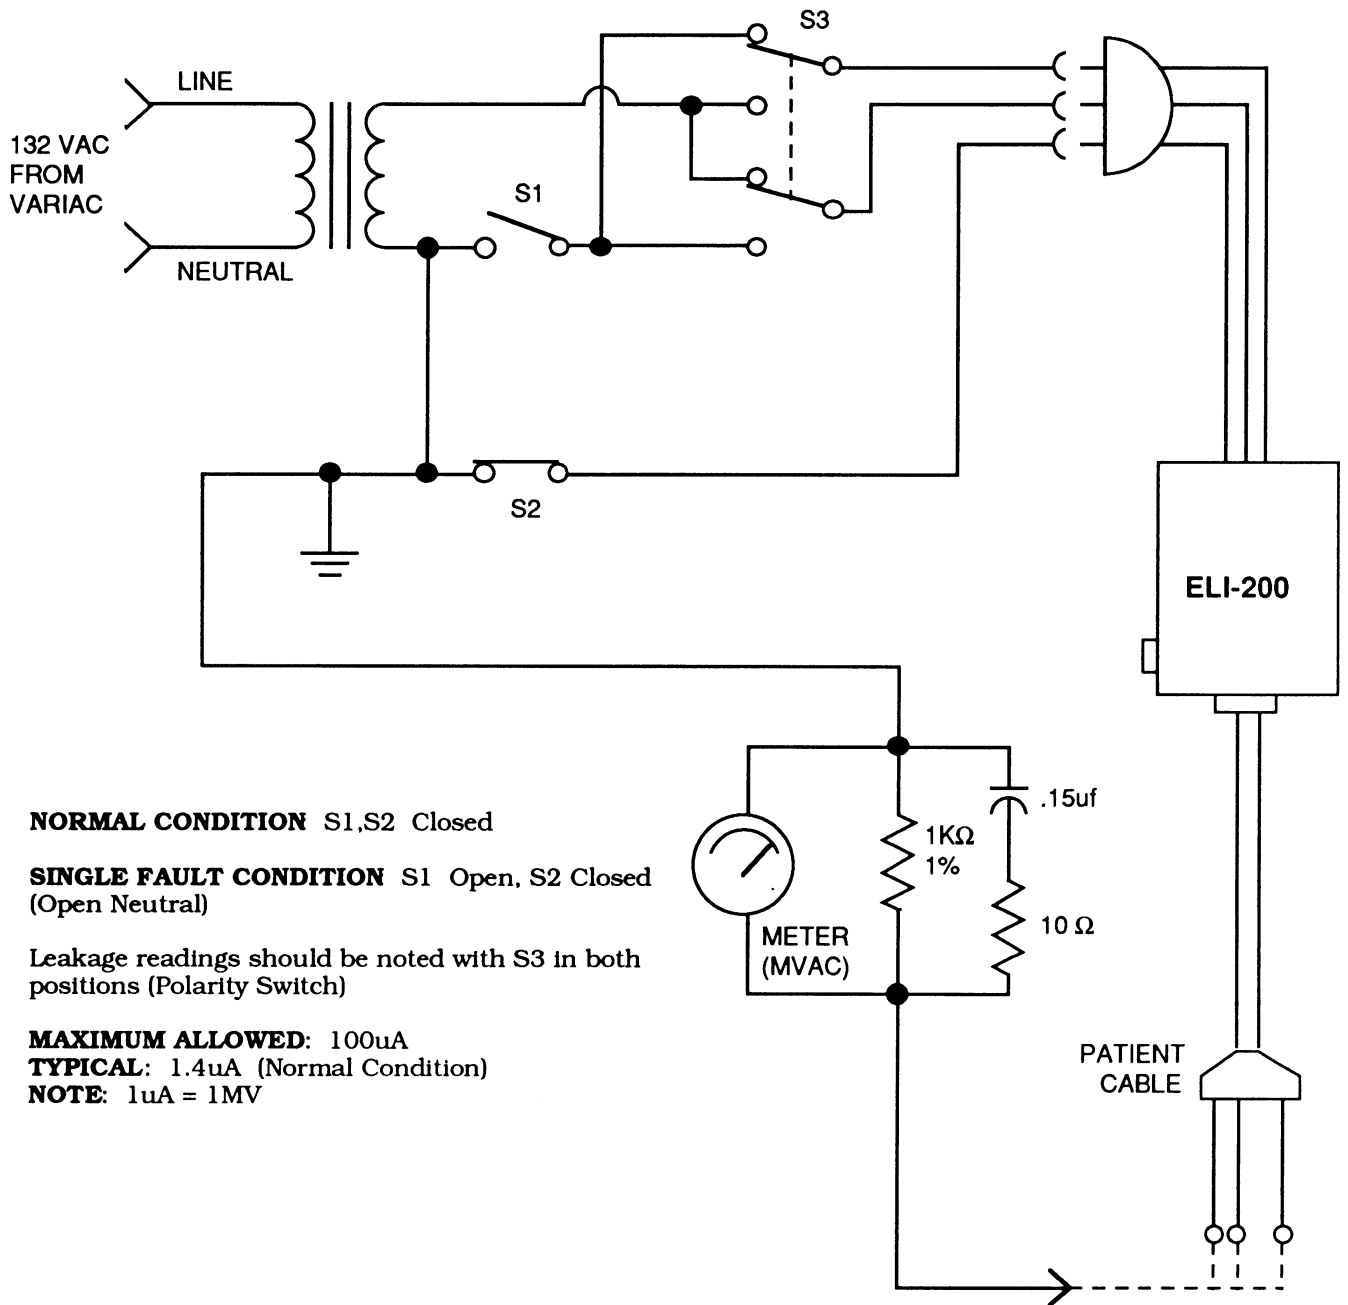 S3
LINE
132 VAC
FROM
VARIAC
S1
NEUTRAL
S2
ELI-200
NORMAL CONDITION S1,S2 Closed
SINGLE FAULT CONDITION S1 Open, S2 Closed
(Open Neutral)
Leakage readings should be noted with S3 in both
positions (Polarity Switch)
MAXIMUM ALLOWED: 100uA
TYPICAL: 1.4uA (Normal Condition)
NOTE: 1uA = 1MV
.15uf
1KΩ
1%
10 Ω
METER
(MVAC)
PATIENT
CABLE